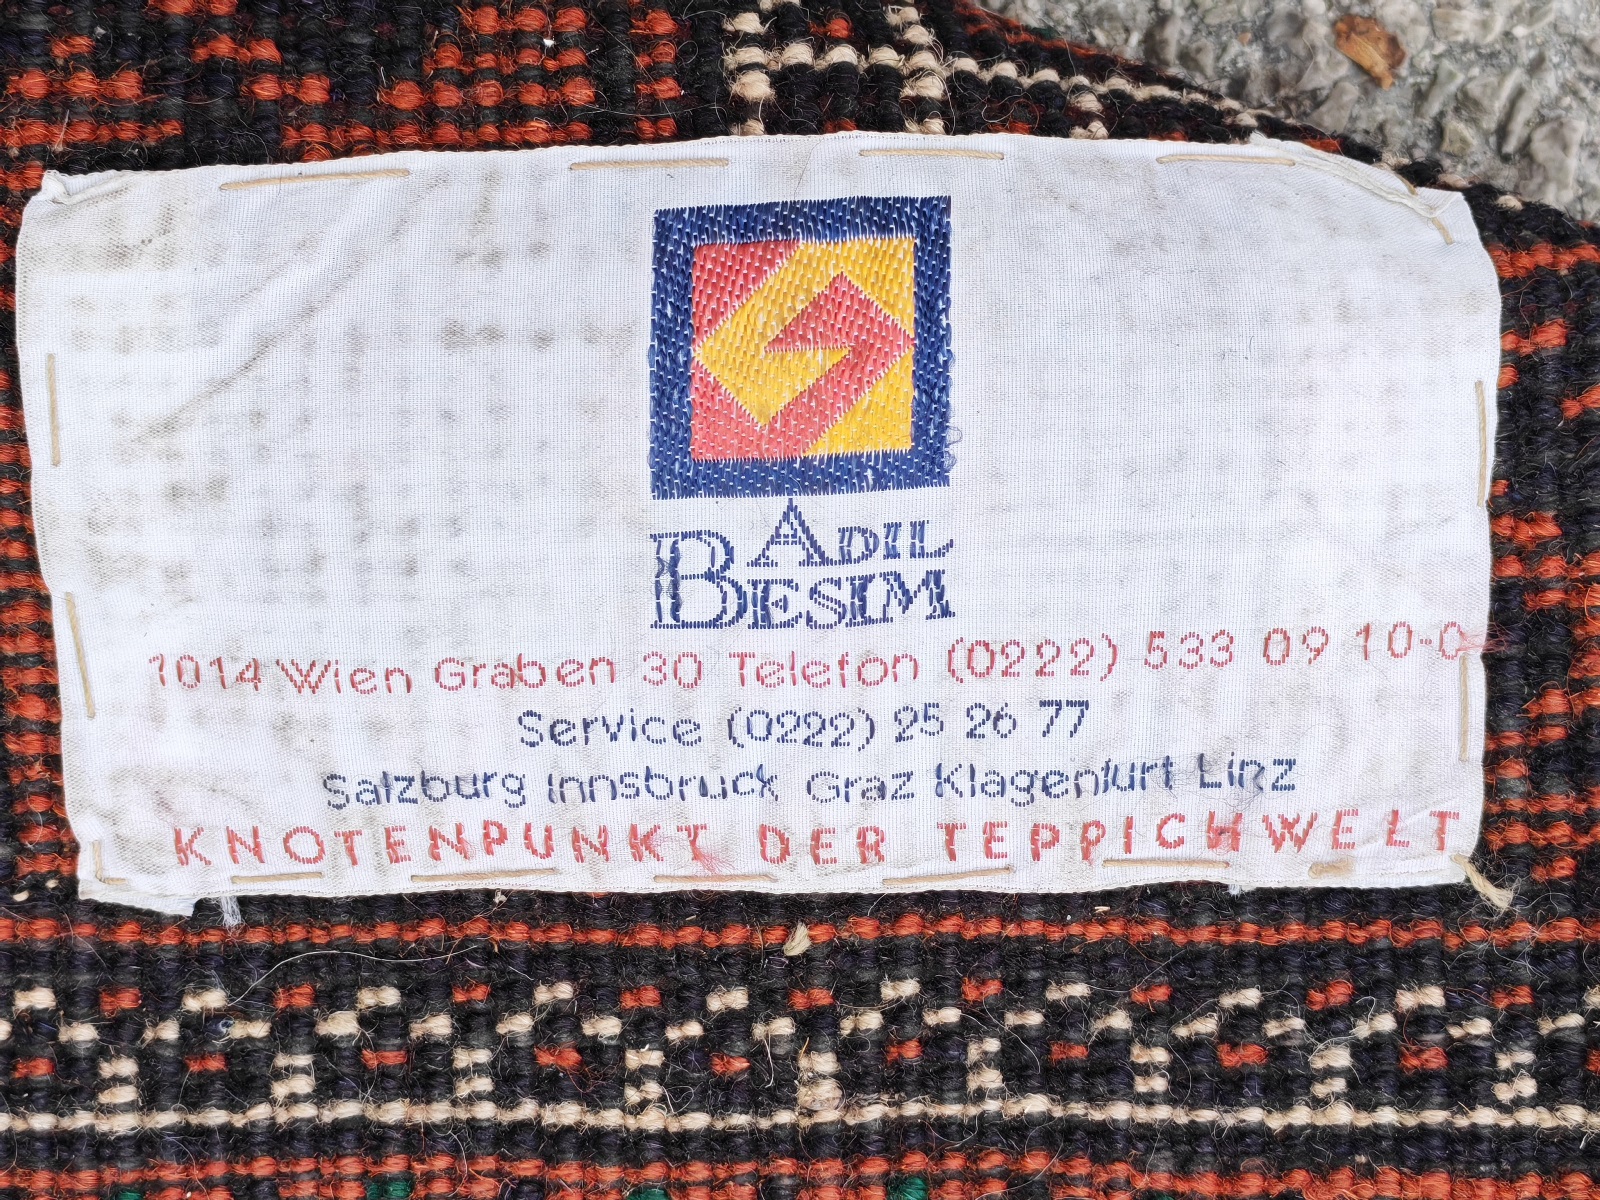 ADIL
BESIM
1014 Wien Graben 30 Telefon (0222) 533 09 10-0
Service (0222) 25 26 77
Salzburg Innsbruck Graz Klagenfurt Linz
KNOTENPUNKT DER TEPPICHWELT